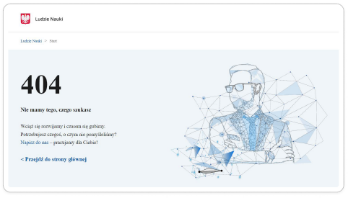 Ludzie Nauki
Ludzie Nauki
404
Nie mamy tego, czego szukasz
Wciąż się rozwijamy i czasem się gubimy.
Potrzebujesz czegoś, o czym nie pomyśleliśmy?
Napisz do nas – pracujemy dla Ciebie!
< Przejdź do strony głównej